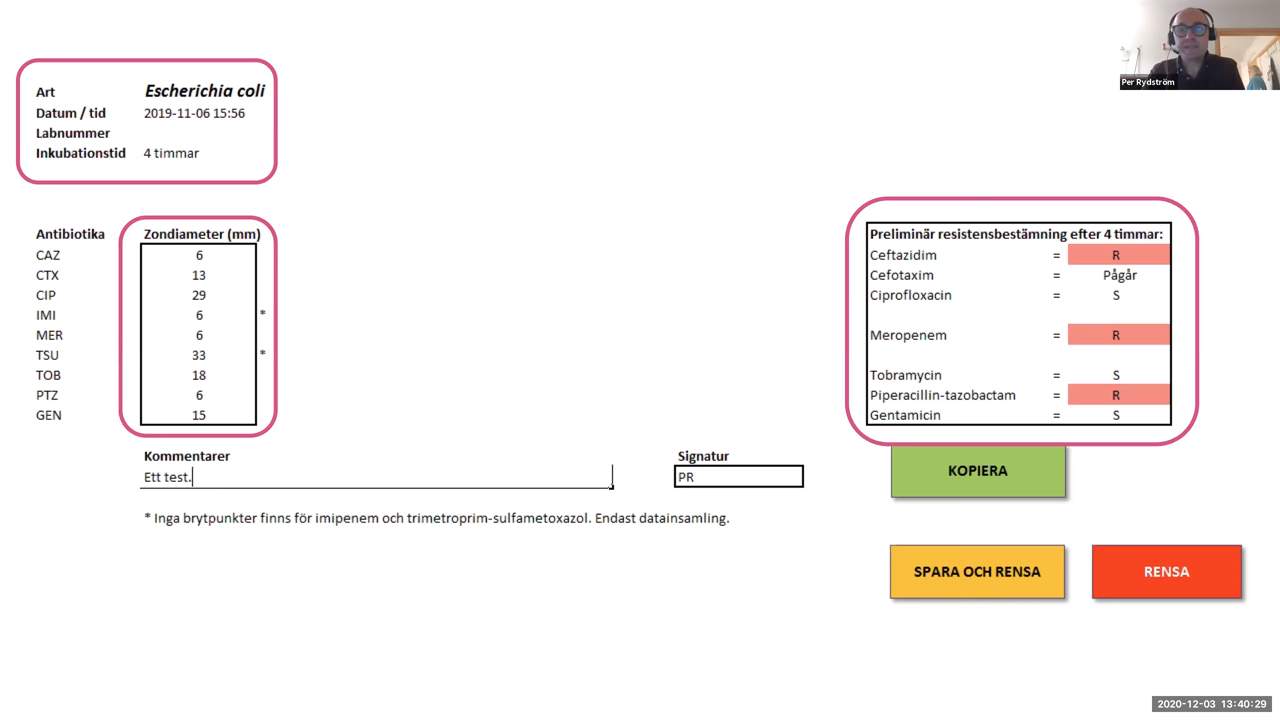 Per Rydström
Art Escherichia coli
Datum / tid 2019-11-06 15:56
Labnummer
Inkubationstid 4 timmar
Antibiotika Zondiameter (mm)
CAZ 6
CTX 13
CIP 29
IMI 6 *
MER 6
TSU 33 *
TOB 18
PTZ 6
GEN 15
Preliminär resistensbestämning efter 4 timmar:
Ceftazidim = R
Cefotaxim = Pågår
Ciprofloxacin = S
Meropenem = R
Tobramycin = S
Piperacillin-tazobactam = R
Gentamicin = S
Kommentarer
Ett test.
Signatur
PR
* Inga brytpunkter finns för imipenem och trimetroprim-sulfametoxazol. Endast datainsamling.
KOPIERA
SPARA OCH RENSA
RENSA
2020-12-03 13:40:29